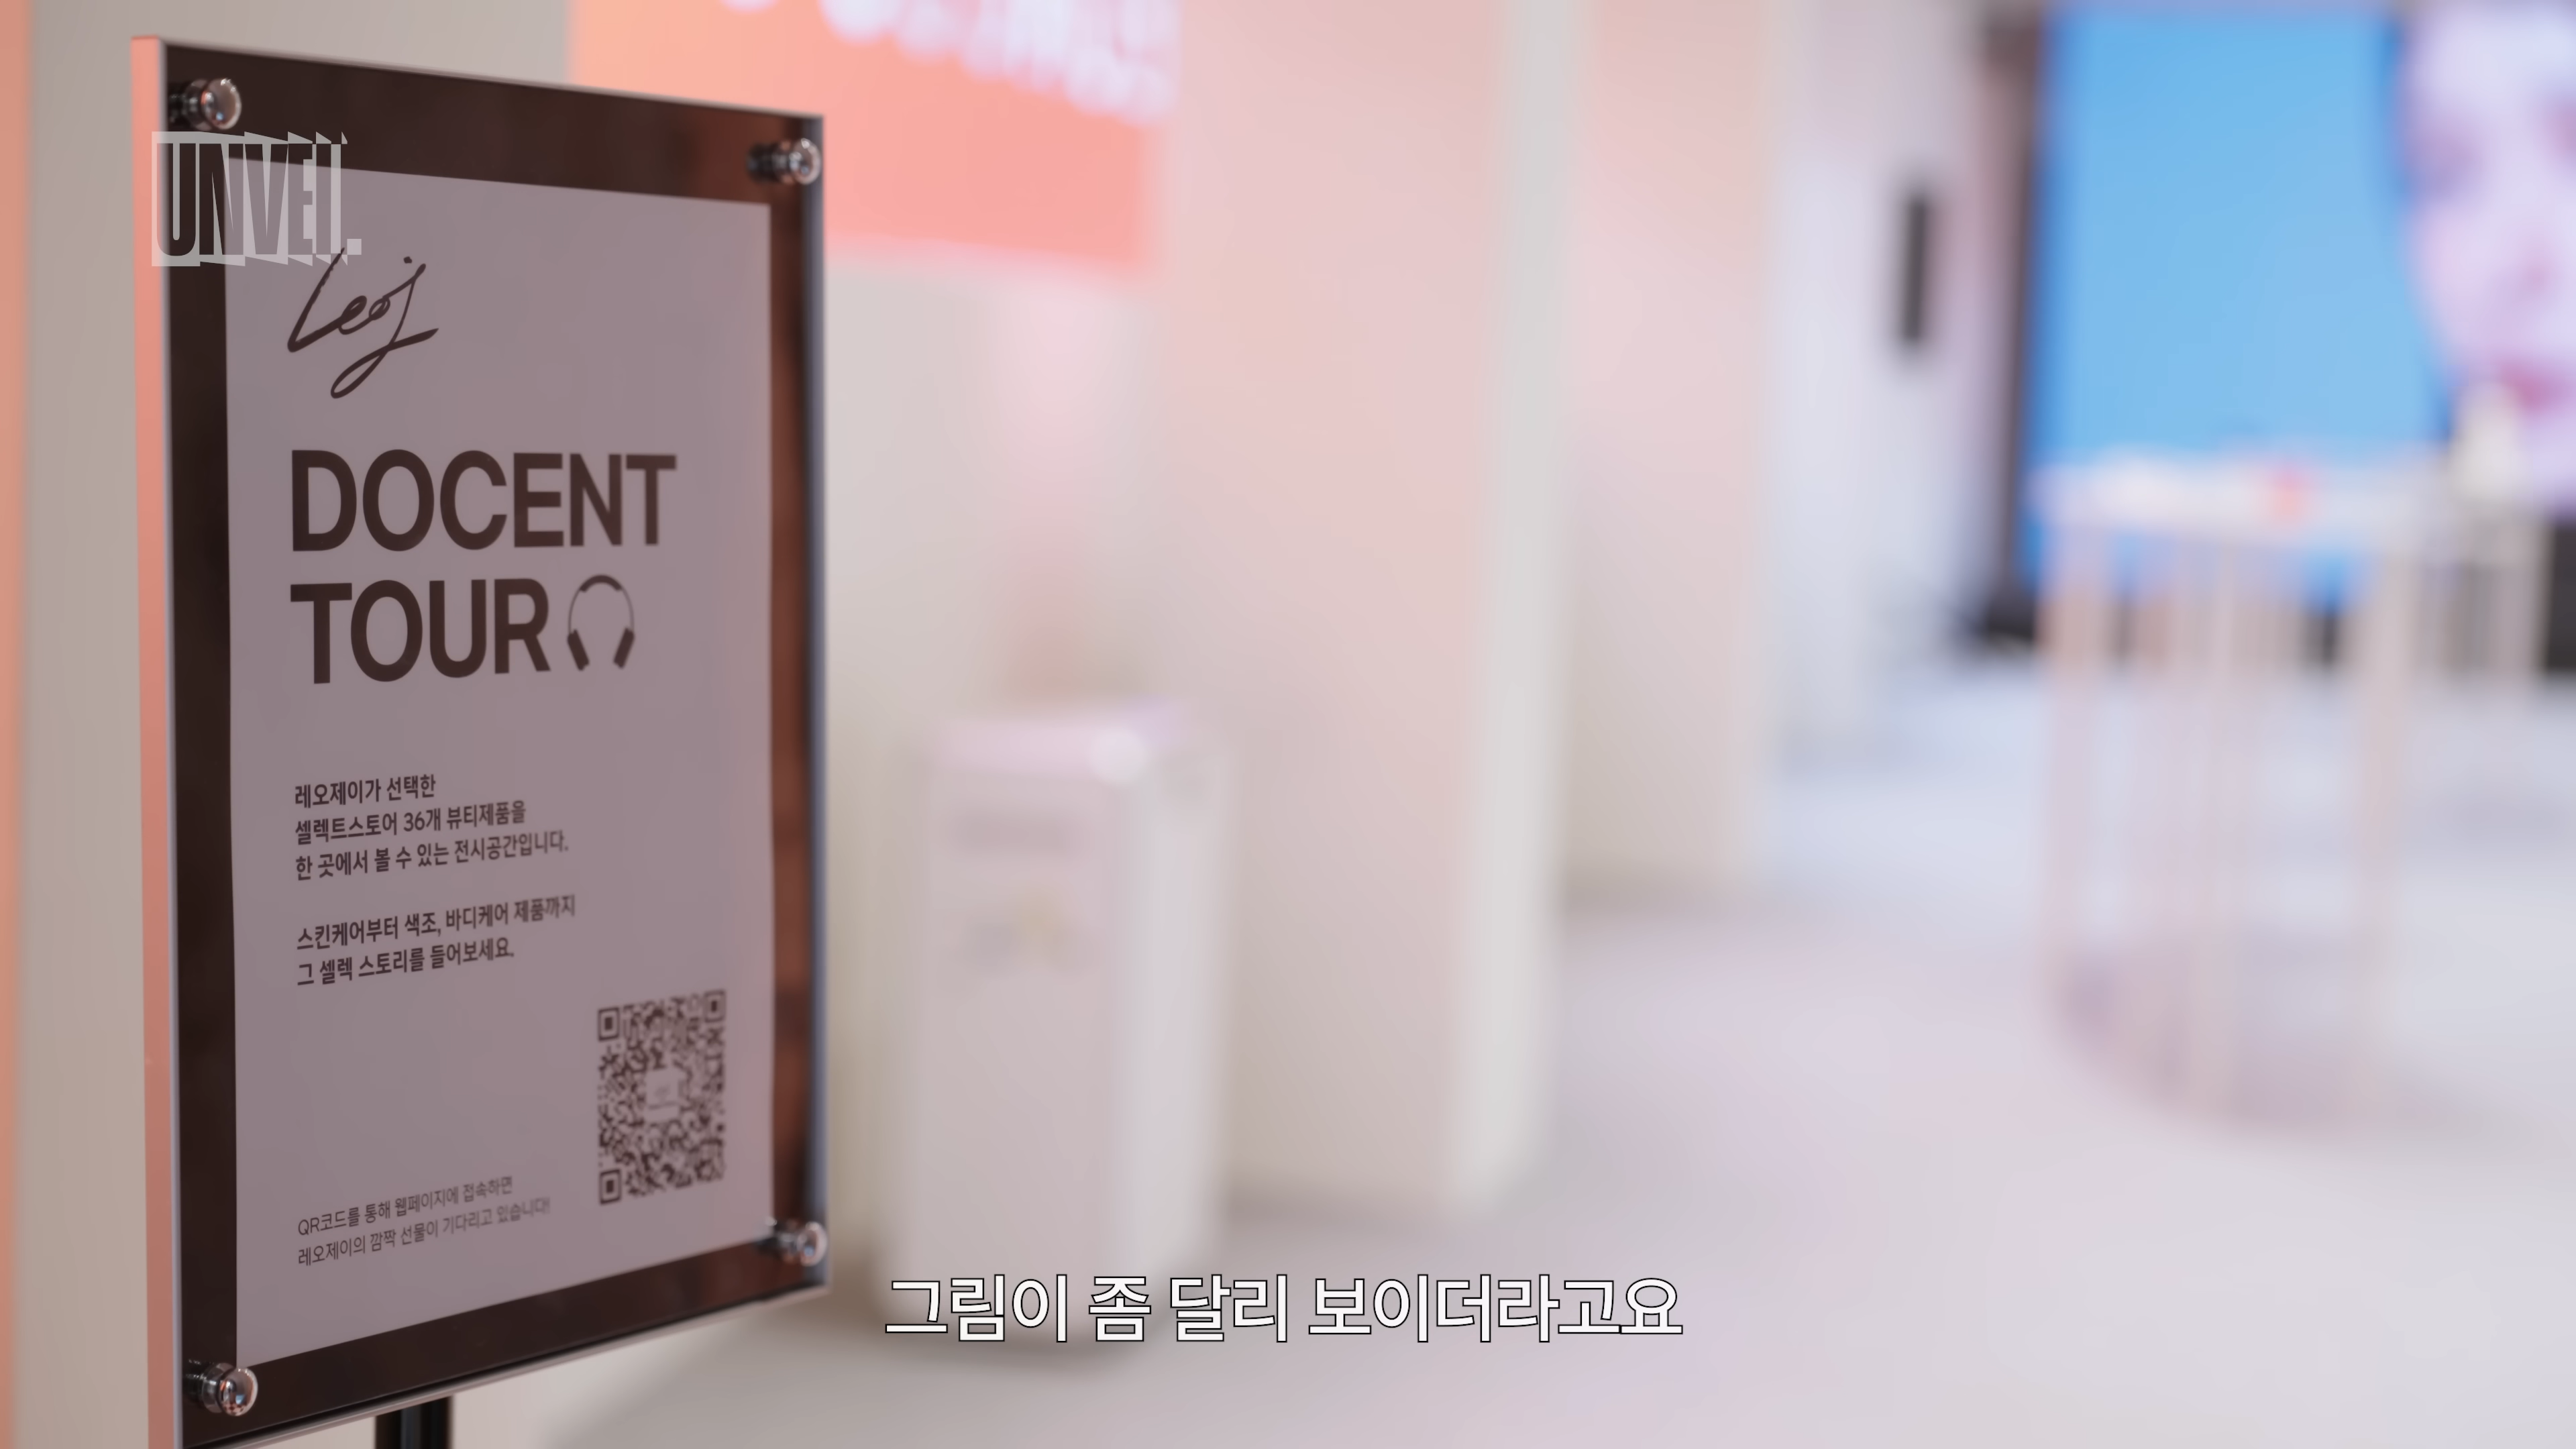 UNVEIL.
Leoj
DOCENT
TOUR
레오제이가 선택한
셀렉트스토어 36개 뷰티제품을
한 곳에서 볼 수 있는 전시공간입니다.
스킨케어부터 색조, 바디케어 제품까지
그 셀렉 스토리를 들어보세요.
QR코드를 통해 웹페이지에 접속하면
레오제이의 깜짝 선물이 기다리고 있습니다!
그림이 좀 달리 보이더라고요